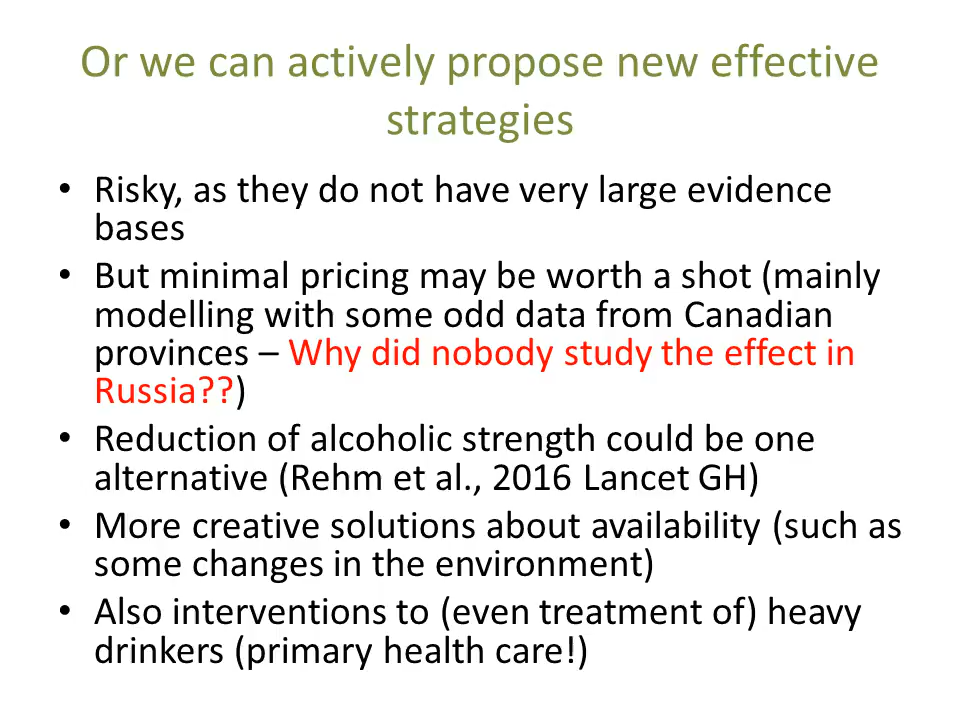 Or we can actively propose new effective
strategies
• Risky, as they do not have very large evidence
bases
• But minimal pricing may be worth a shot (mainly
modelling with some odd data from Canadian
provinces – Why did nobody study the effect in
Russia??)
• Reduction of alcoholic strength could be one
alternative (Rehm et al., 2016 Lancet GH)
• More creative solutions about availability (such as
some changes in the environment)
• Also interventions to (even treatment of) heavy
drinkers (primary health care!)